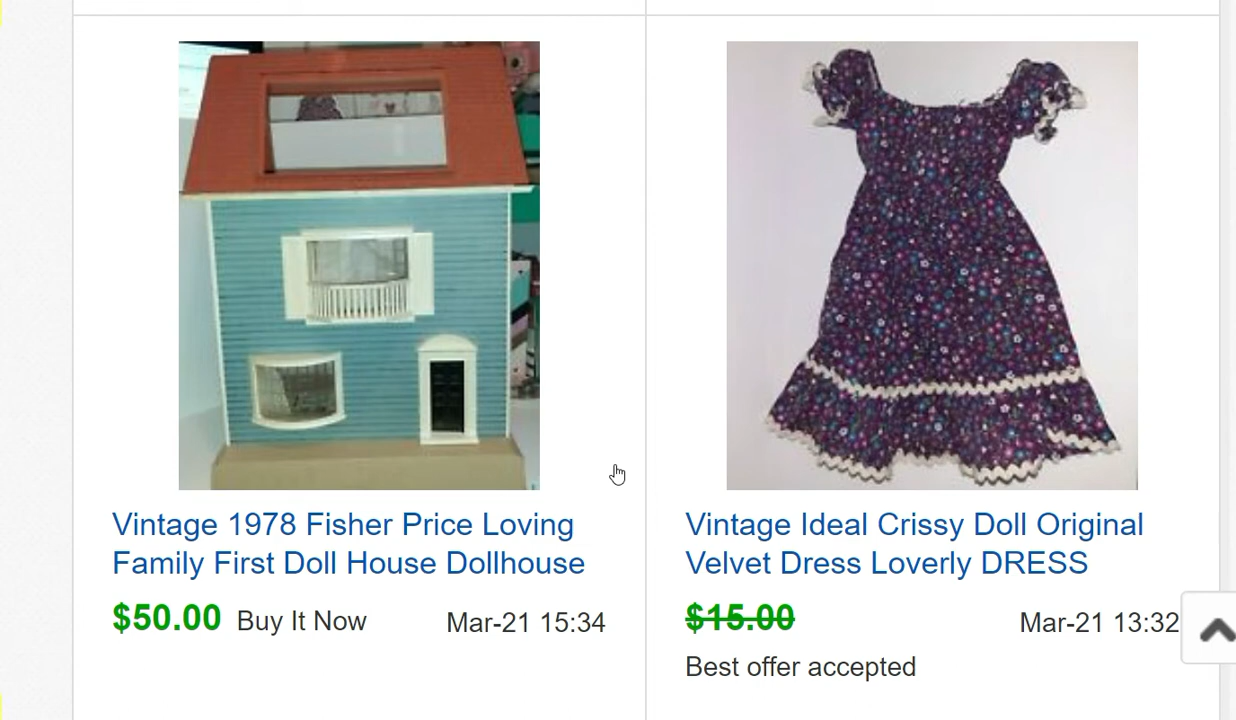 Vintage 1978 Fisher Price Loving
Family First Doll House Dollhouse
$50.00 Buy It Now Mar-21 15:34
Vintage Ideal Crissy Doll Original
Velvet Dress Loverly DRESS
$15.00 Mar-21 13:32
Best offer accepted